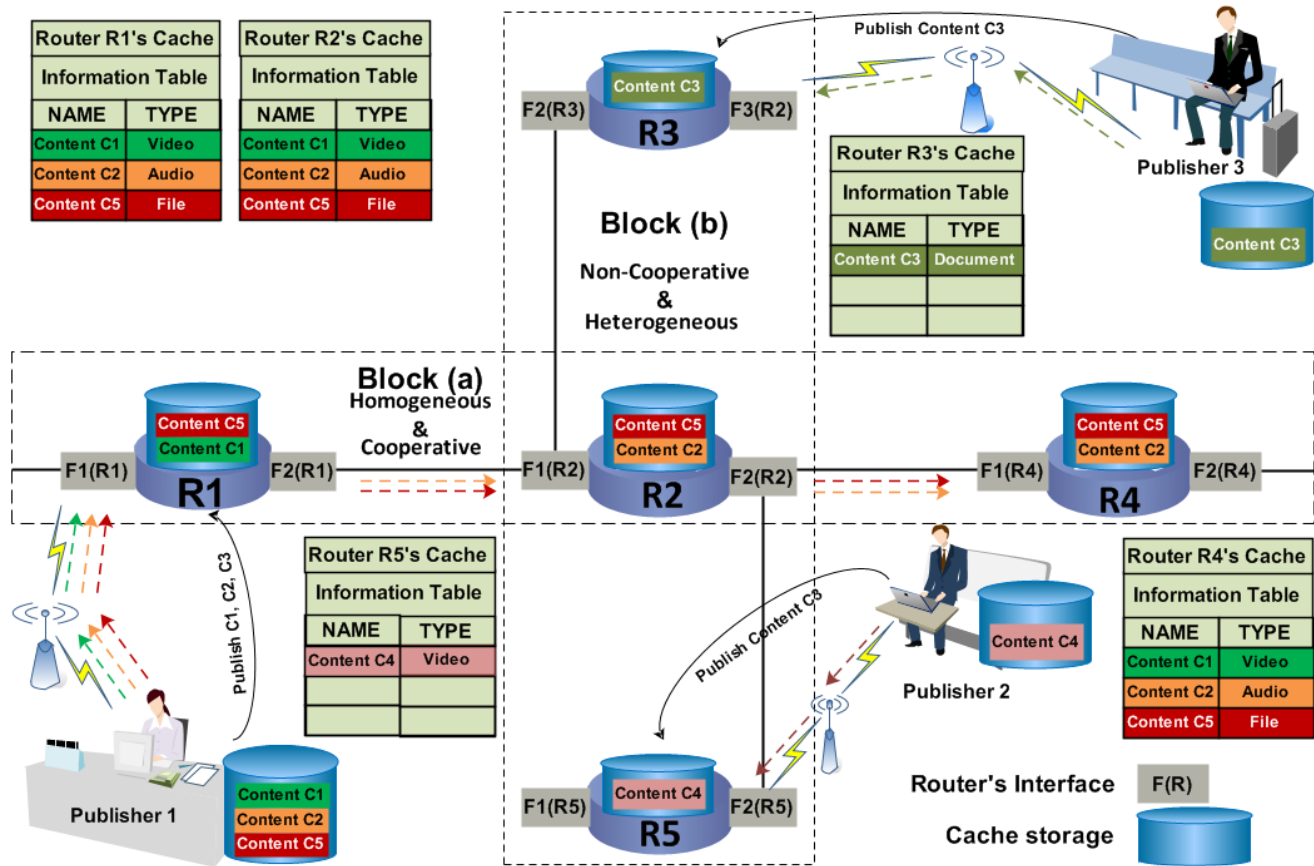 Router R1's Cache
Information Table
NAME TYPE
Content C1 Video
Content C2 Audio
Content C5 File
Router R2's Cache
Information Table
NAME TYPE
Content C1 Video
Content C2 Audio
Content C5 File
Content C3
F2(R3)
R3
F3(R2)
Publish Content C3
Publisher 3
Content C3
Router R3's Cache
Information Table
NAME TYPE
Content C3 Document
Block (b)
Non-Cooperative
&
Heterogeneous
Block (a)
Homogeneous
&
Cooperative
Content C5
Content C1
F1(R1)
F2(R1)
R1
Content C5
Content C2
F1(R2)
F2(R2)
R2
Content C5
Content C2
F1(R4)
F2(R4)
R4
Publish C1, C2, C3
Router R5's Cache
Information Table
NAME TYPE
Content C4 Video
Publish Content C3
Content C4
Publisher 2
Router R4's Cache
Information Table
NAME TYPE
Content C1 Video
Content C2 Audio
Content C5 File
Publisher 1
Content C1
Content C2
Content C5
F1(R5)
Content C4
F2(R5)
R5
Router's Interface
F(R)
Cache storage